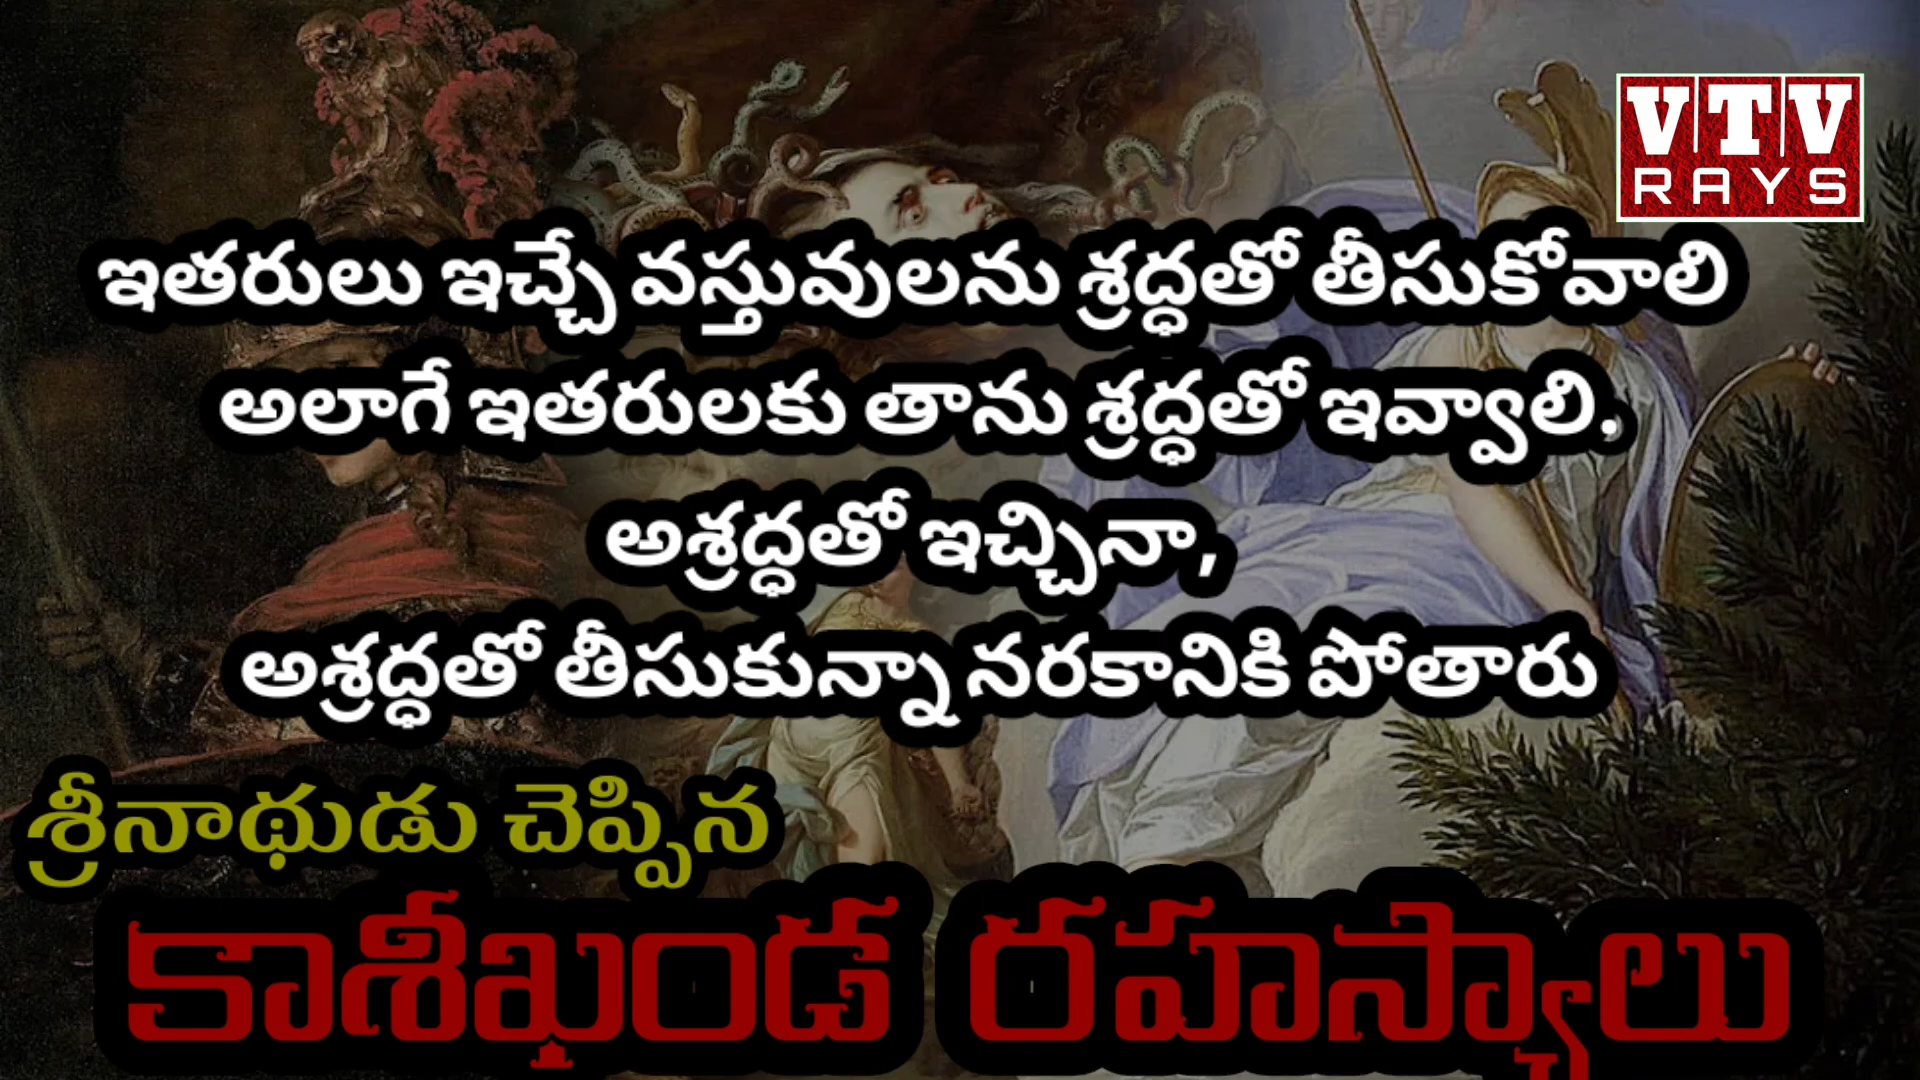 VTV
RAYS
ఇతరులు ఇచ్చే వస్తువులను శ్రద్ధతో తీసుకోవాలి
అలాగే ఇతరులకు తాను శ్రద్ధతో ఇవ్వాలి.
అశ్రద్ధతో ఇచ్చినా,
అశ్రద్ధతో తీసుకున్నా నరకానికి పోతారు
శ్రీనాథుడు చెప్పిన
కాశీఖండ రహస్యాలు